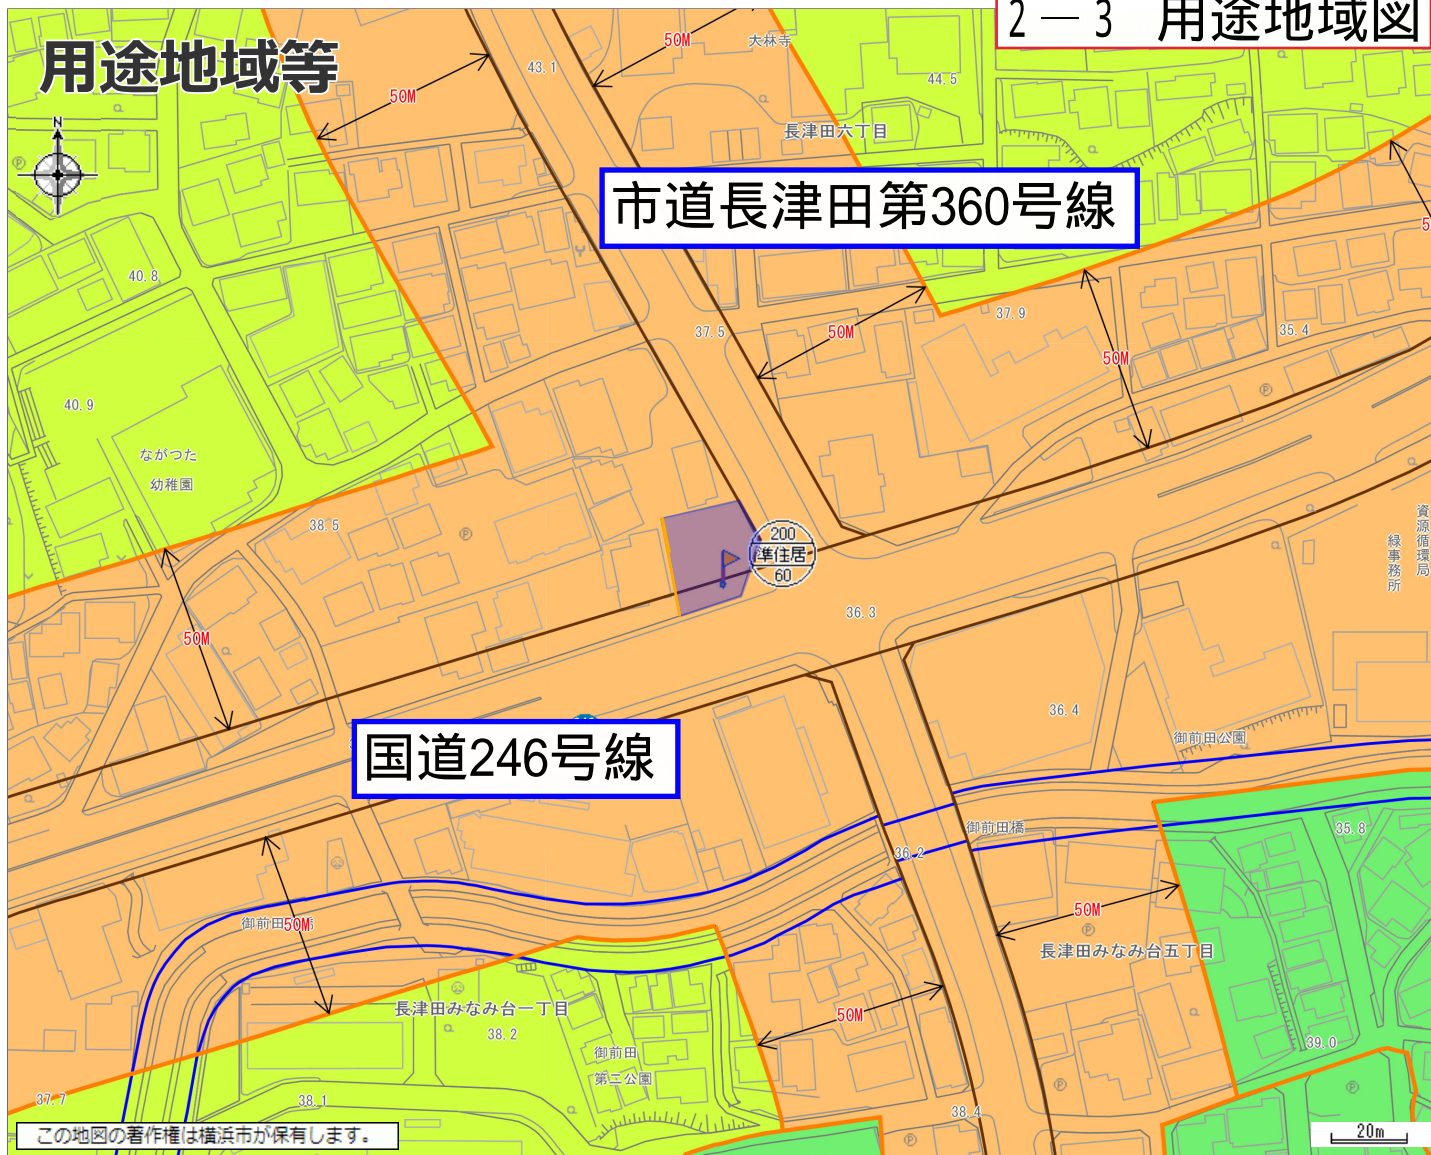 2－3　用途地域図
用途地域等
50M
大林寺
43.1
44.5
50M
N
長津田六丁目
市道長津田第360号線
40.8
37.5
50M
37.9
35.4
50M
40.9
ながつた
幼稚園
38.5
200
準住居
60
資源循環局
緑事務所
36.3
50M
36.4
国道246号線
御前田公園
御前田橋
35.8
36.2
御前田
50M
50M
長津田みなみ台五丁目
長津田みなみ台一丁目
38.2
50M
御前田
第二公園
39.0
37.7
38.1
38.4
この地図の著作権は横浜市が保有します。
20m